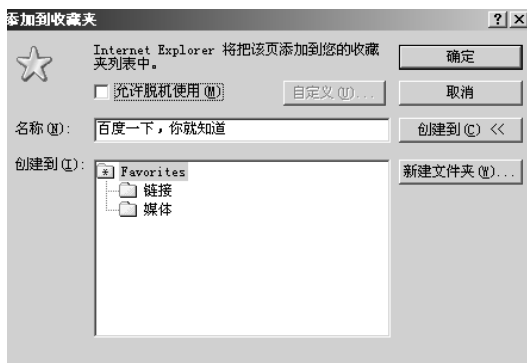 添加到收藏夹
Internet Explorer 将把该页添加到您的收藏
夹列表中。
确定
允许脱机使用(M)
自定义(U)...
取消
名称(N):
百度一下，你就知道
创建到(C) <<
创建到(I):
Favorites
链接
媒体
新建文件夹(W)...